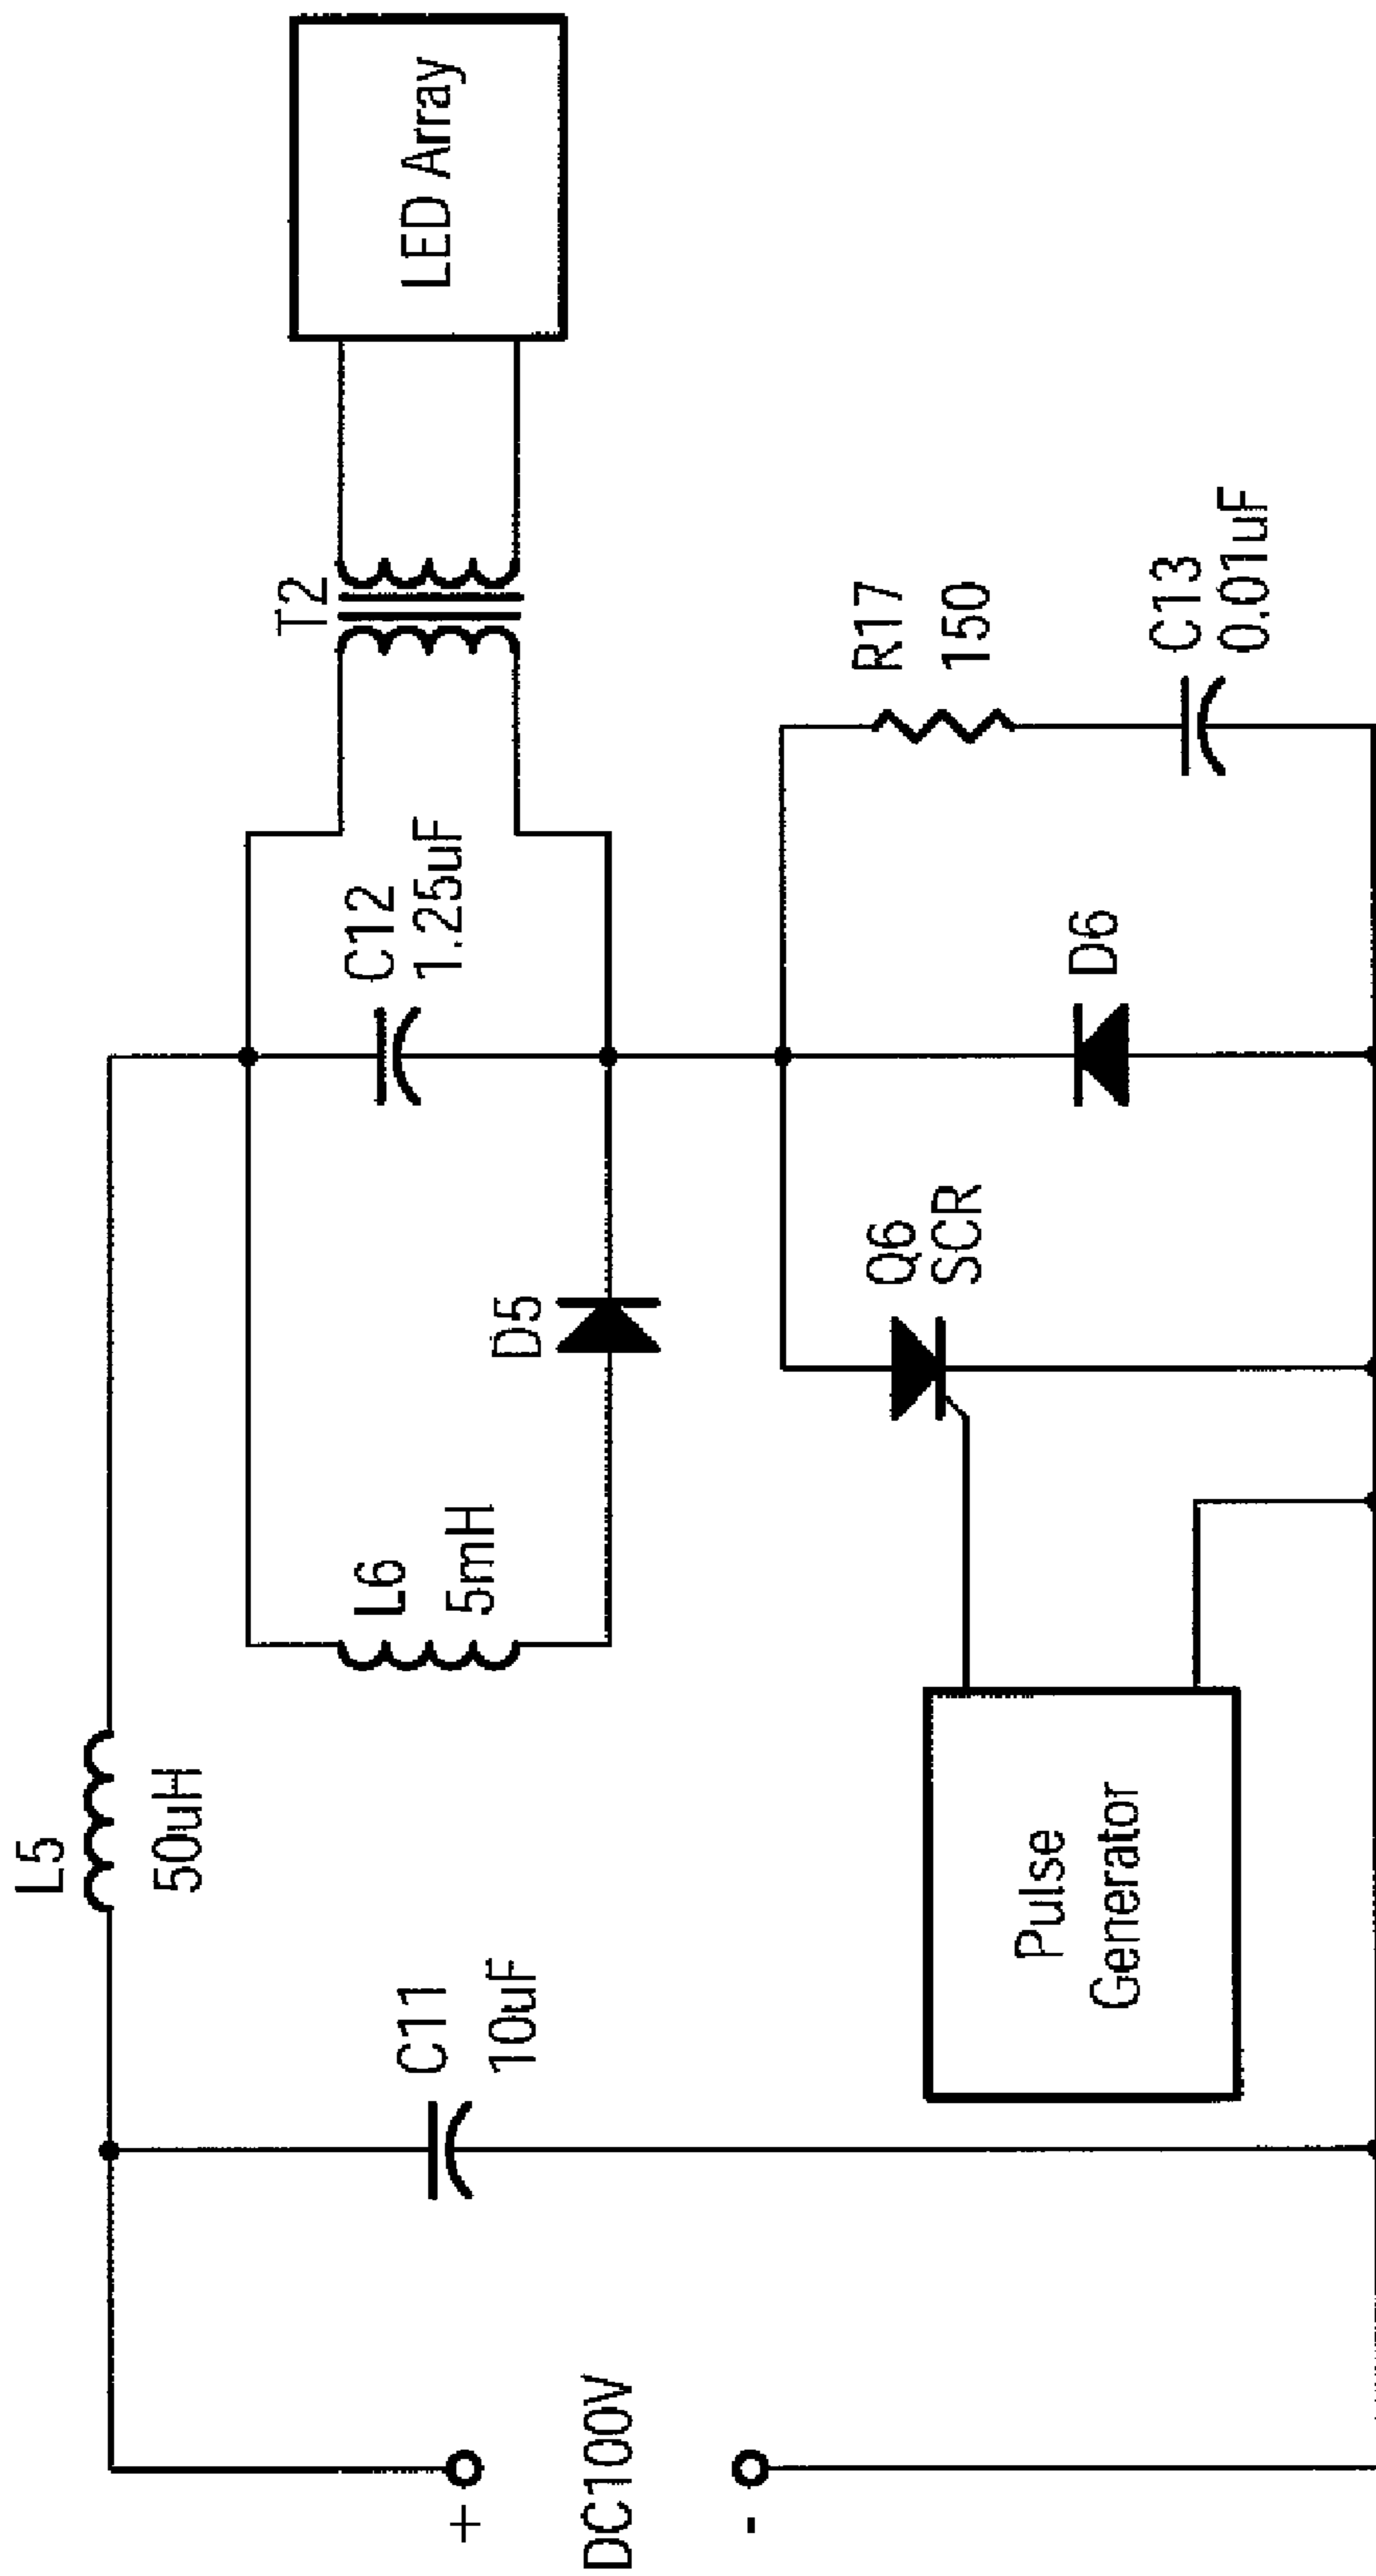 L5
50uH
C11
10uF
+
DC100V
-
L6
5mH
D5
C12
1.25uF
T2
LED Array
Pulse
Generator
Q6
SCR
D6
R17
150
C13
0.01uF